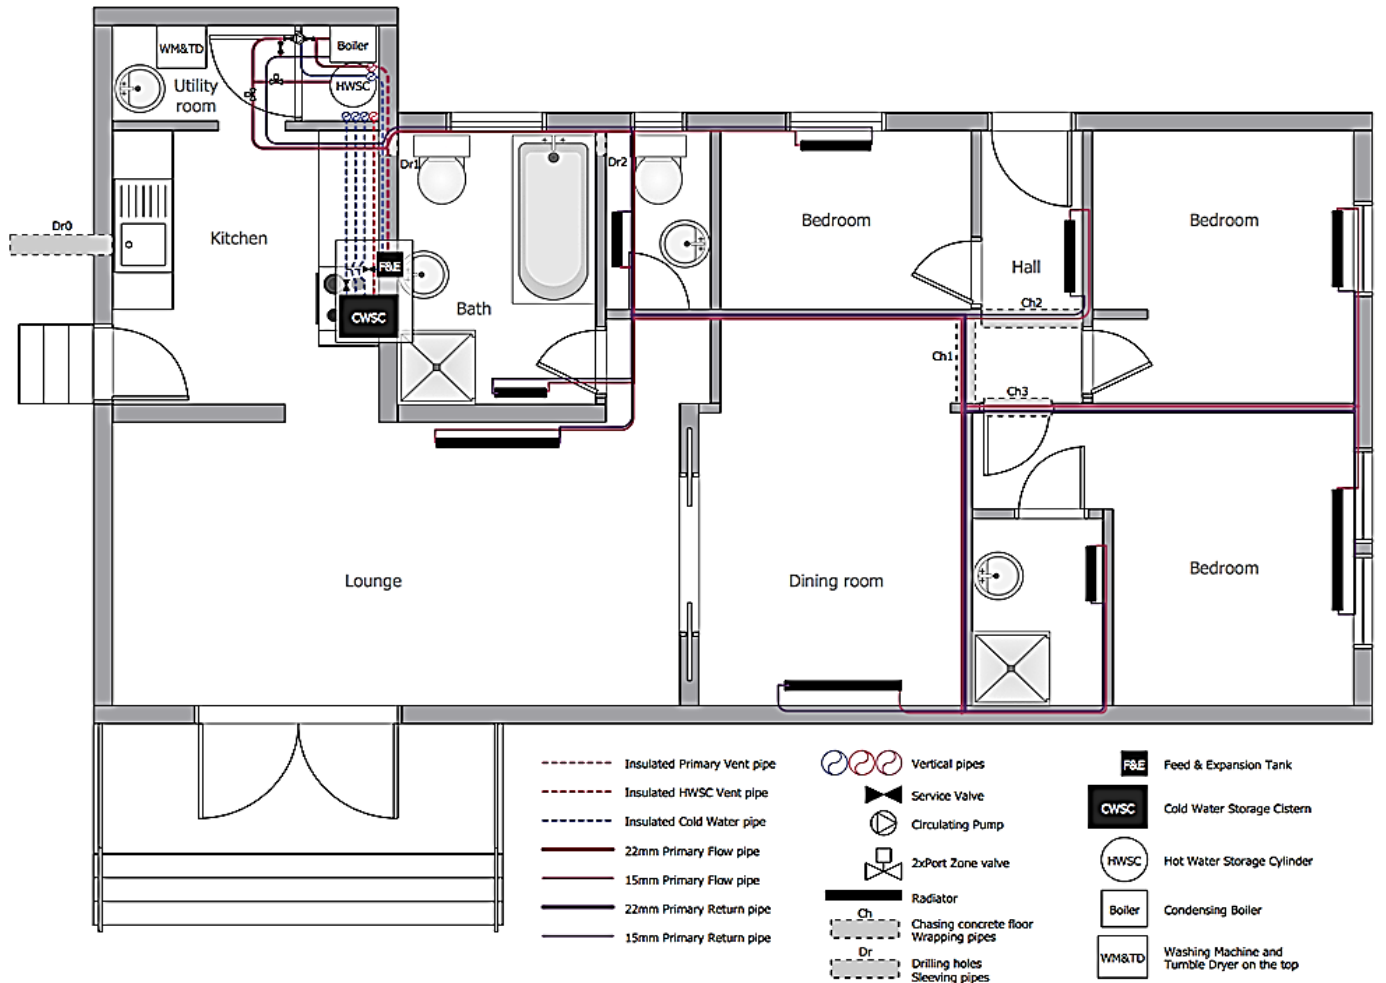 WM&TD
Boiler
HWSC
Utility
room
Dr1
Dr2
Dr0
Kitchen
Bedroom
Bedroom
Hall
F&E
Bath
CWSC
Ch2
Ch1
Ch3
Lounge
Dining room
Bedroom
Insulated Primary Vent pipe
Insulated HWSC Vent pipe
Insulated Cold Water pipe
22mm Primary Flow pipe
15mm Primary Flow pipe
22mm Primary Return pipe
15mm Primary Return pipe
Vertical pipes
Service Valve
Circulating Pump
2xPort Zone valve
Radiator
Ch
Chasing concrete floor
Wrapping pipes
Dr
Drilling holes
Sleeving pipes
F&E
Feed & Expansion Tank
CWSC
Cold Water Storage Cistern
HWSC
Hot Water Storage Cylinder
Boiler
Condensing Boiler
WM&TD
Washing Machine and
Tumble Dryer on the top